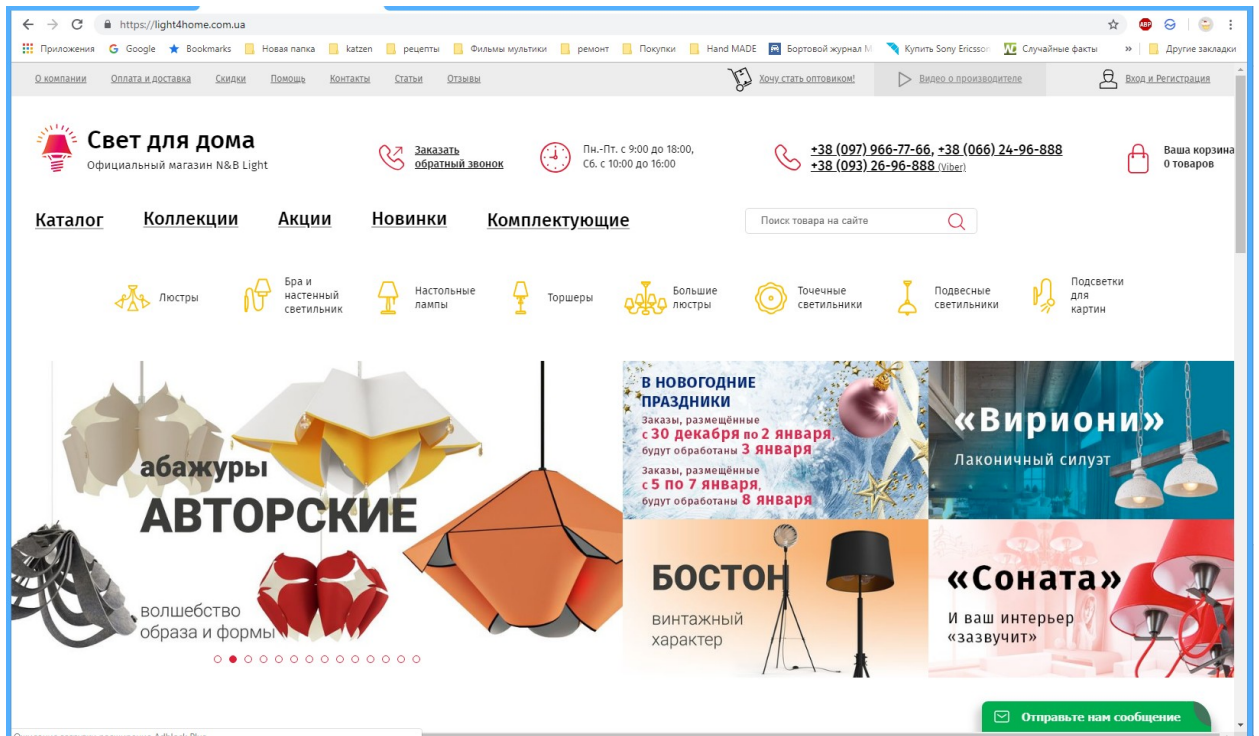 https://light4home.com.ua
ABP
Приложения Google Bookmarks Новая папка katzen рецепты Фильмы мультики ремонт Покупки Hand MADE Бортовой журнал М Купить Sony Ericsson Случайные факты » Другие закладки
О компании Оплата и доставка Скидки Помощь Контакты Статьи Отзывы Хочу стать оптовиком! Видео о производителе Вход и Регистрация
Свет для дома
Официальный магазин N&B Light
Заказать
обратный звонок
Пн.-Пт. с 9:00 до 18:00,
Сб. с 10:00 до 16:00
+38 (097) 966-77-66, +38 (066) 24-96-888
+38 (093) 26-96-888 (Viber)
Ваша корзина
0 товаров
Каталог Коллекции Акции Новинки Комплектующие Поиск товара на сайте
Люстры
Бра и
настенный
светильник
Настольные
лампы
Торшеры
Большие
люстры
Точечные
светильники
Подвесные
светильники
Подсветки
для
картин
абажуры
АВТОРСКИЕ
волшебство
образа и формы
В НОВОГОДНИЕ
ПРАЗДНИКИ
Заказы, размещённые
с 30 декабря по 2 января,
будут обработаны 3 января
Заказы, размещённые
с 5 по 7 января,
будут обработаны 8 января
«Вириони»
Лаконичный силуэт
БОСТОН
винтажный
характер
«Соната»
И ваш интерьер
«зазвучит»
Отправьте нам сообщение